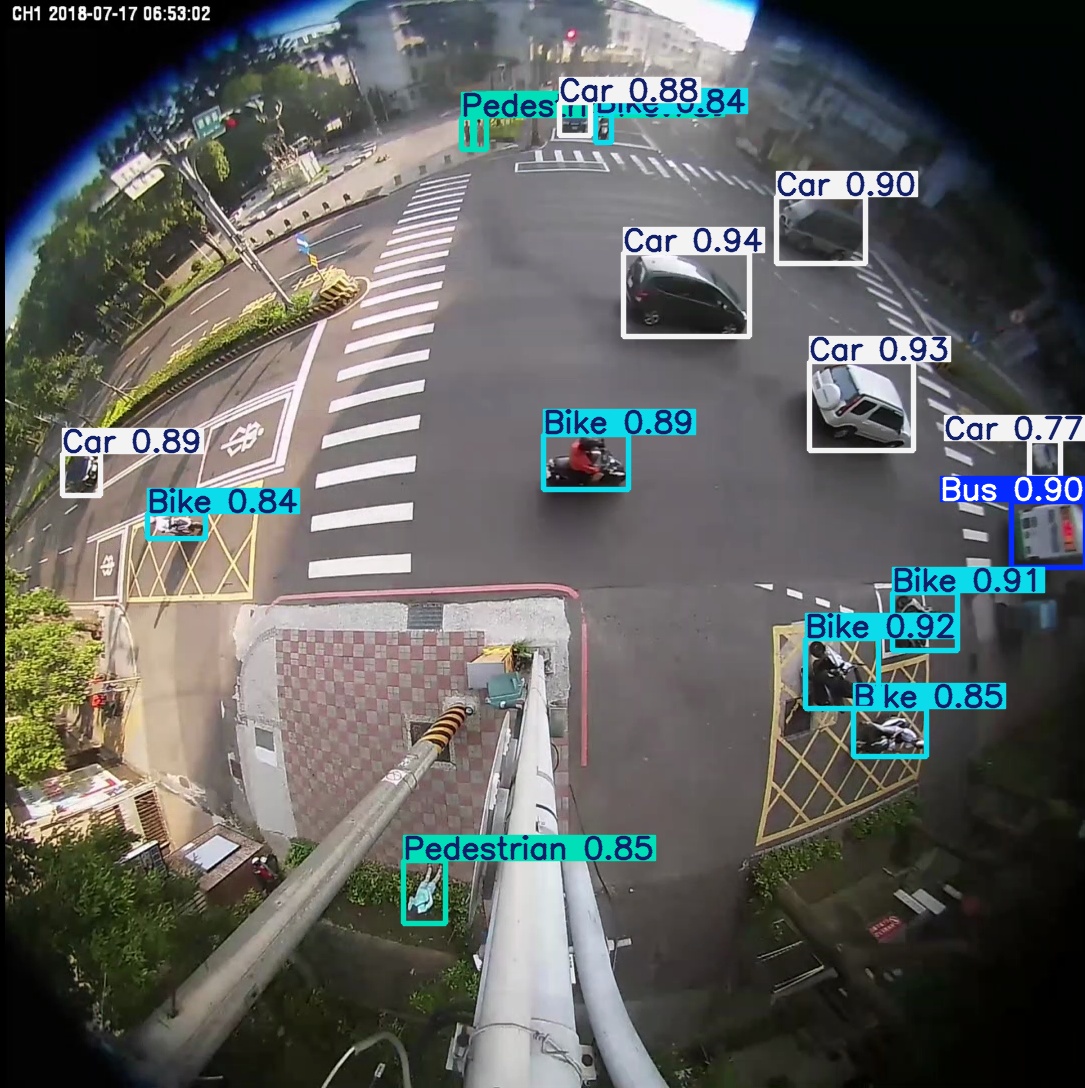 CH1 2018-07-17 06:53:02
Car 0.88
Pedes
Bike 0.84
Car 0.90
Car 0.94
Car 0.93
Bike 0.89
Car 0.77
Car 0.89
Bus 0.90
Bike 0.84
Bike 0.91
Bike 0.92
B ke 0.85
Pedestrian 0.85